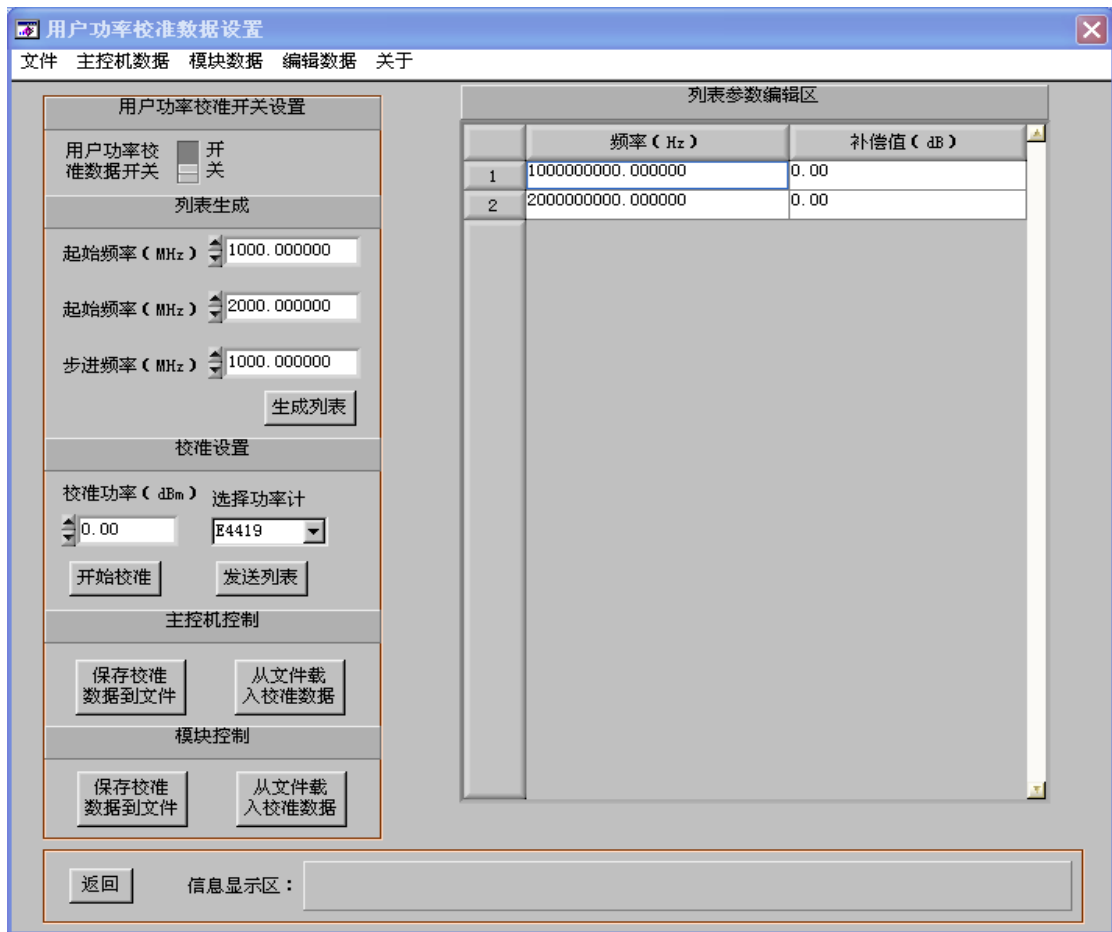 用户功率校准数据设置
文件 主控机数据 模块数据 编辑数据 关于
用户功率校准开关设置
用户功率校
准数据开关
开
关
列表生成
起始频率(MHz) 1000.000000
起始频率(MHz) 2000.000000
步进频率(MHz) 1000.000000
生成列表
校准设置
校准功率(dBm) 选择功率计
0.00 E4419
开始校准 发送列表
主控机控制
保存校准
数据到文件
从文件载
入校准数据
模块控制
保存校准
数据到文件
从文件载
入校准数据
列表参数编辑区
频率(Hz) 补偿值(dB)
1 1000000000.000000 0.00
2 2000000000.000000 0.00
返回 信息显示区: